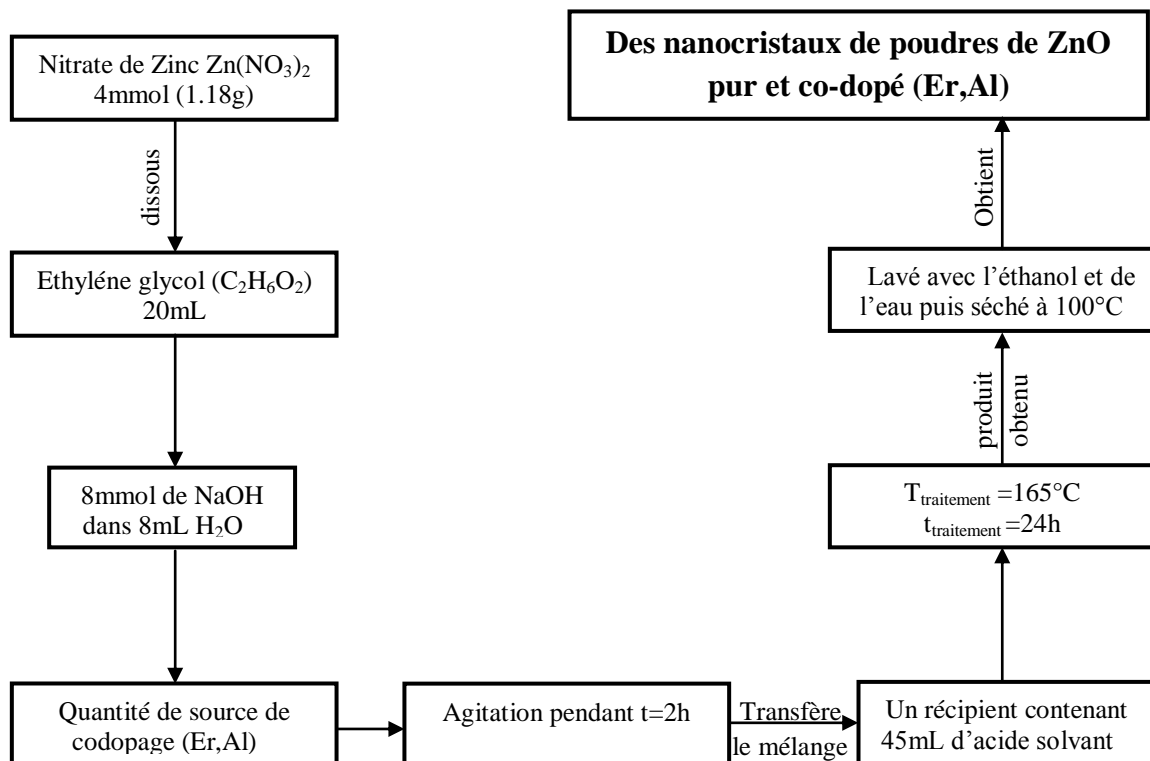 Nitrate de Zinc Zn(NO₃)₂
4mmol (1.18g)
dissous
Ethyléne glycol (C₂H₆O₂)
20mL
8mmol de NaOH
dans 8mL H₂O
Quantité de source de
codopage (Er,Al)
Agitation pendant t=2h
Transfère
le mélange
Un récipient contenant
45mL d’acide solvant
T traitement =165°C
t traitement =24h
produit
obtenu
Lavé avec l’éthanol et de
l’eau puis séché à 100°C
Obtient
Des nanocristaux de poudres de ZnO
pur et co-dopé (Er,Al)